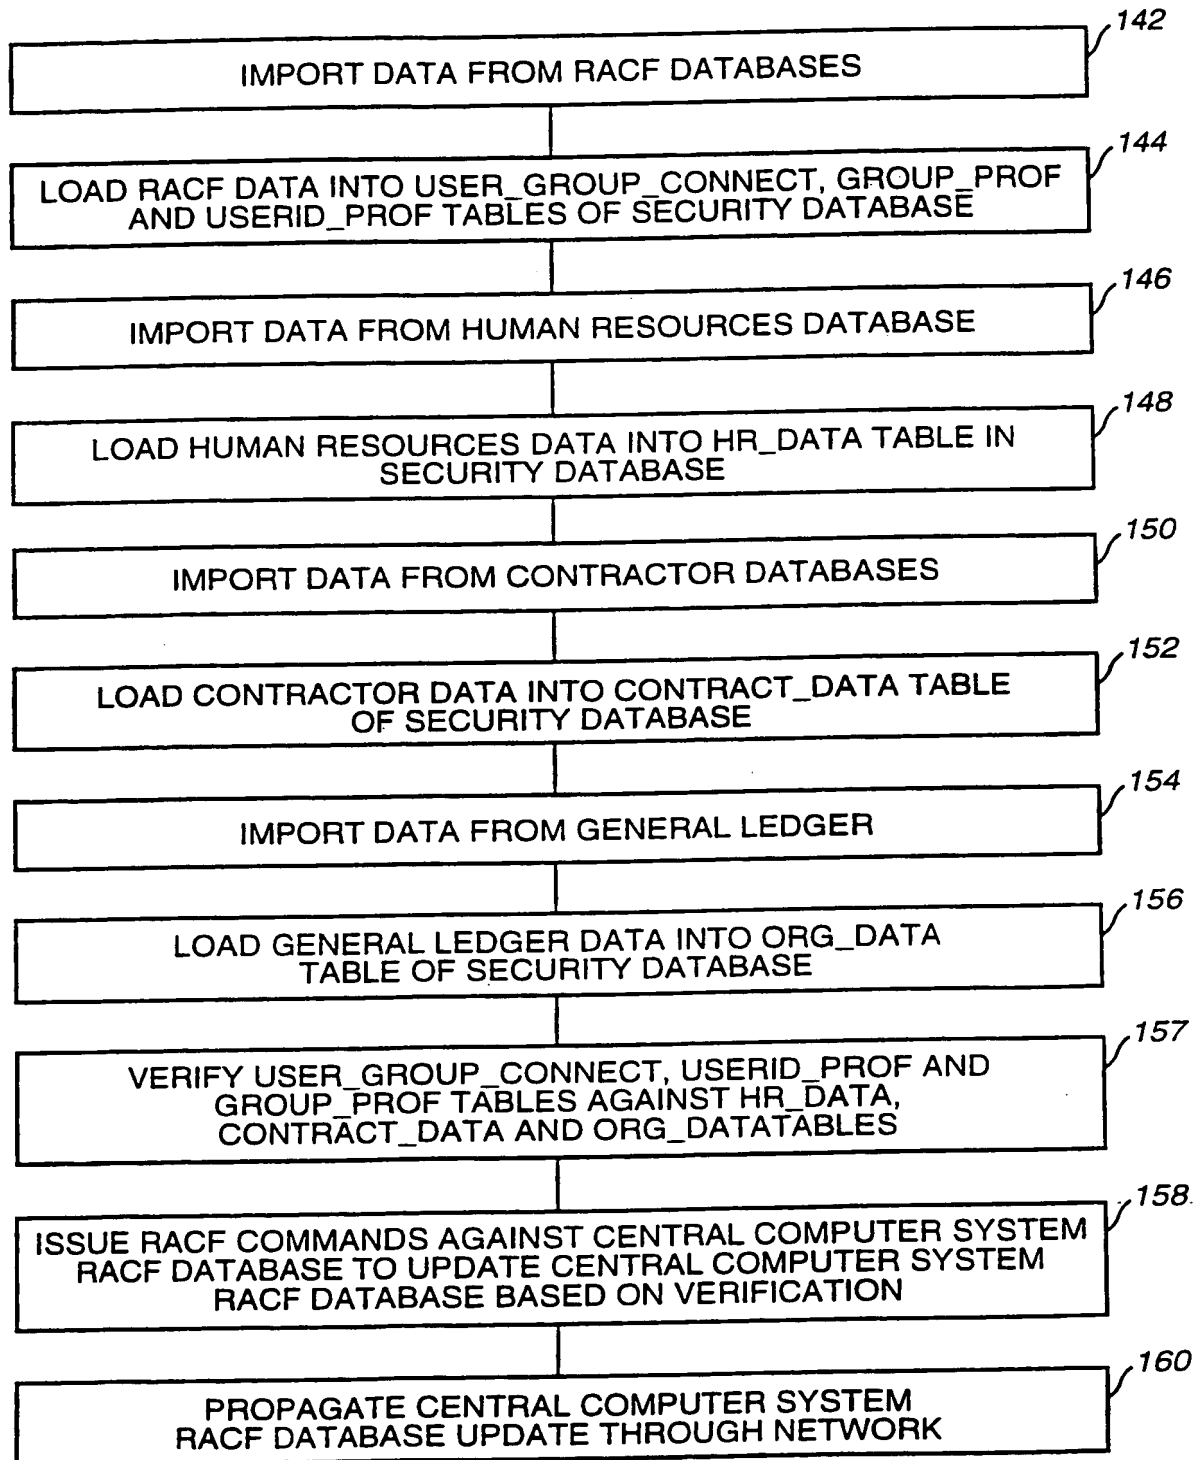 142
IMPORT DATA FROM RACF DATABASES
144
LOAD RACF DATA INTO USER_GROUP_CONNECT, GROUP_PROF
AND USERID_PROF TABLES OF SECURITY DATABASE
146
IMPORT DATA FROM HUMAN RESOURCES DATABASE
148
LOAD HUMAN RESOURCES DATA INTO HR_DATA TABLE IN
SECURITY DATABASE
150
IMPORT DATA FROM CONTRACTOR DATABASES
152
LOAD CONTRACTOR DATA INTO CONTRACT_DATA TABLE
OF SECURITY DATABASE
154
IMPORT DATA FROM GENERAL LEDGER
156
LOAD GENERAL LEDGER DATA INTO ORG_DATA
TABLE OF SECURITY DATABASE
157
VERIFY USER_GROUP_CONNECT, USERID_PROF AND
GROUP_PROF TABLES AGAINST HR_DATA,
CONTRACT_DATA AND ORG_DATATABLES
158
ISSUE RACF COMMANDS AGAINST CENTRAL COMPUTER SYSTEM
RACF DATABASE TO UPDATE CENTRAL COMPUTER SYSTEM
RACF DATABASE BASED ON VERIFICATION
160
PROPAGATE CENTRAL COMPUTER SYSTEM
RACF DATABASE UPDATE THROUGH NETWORK